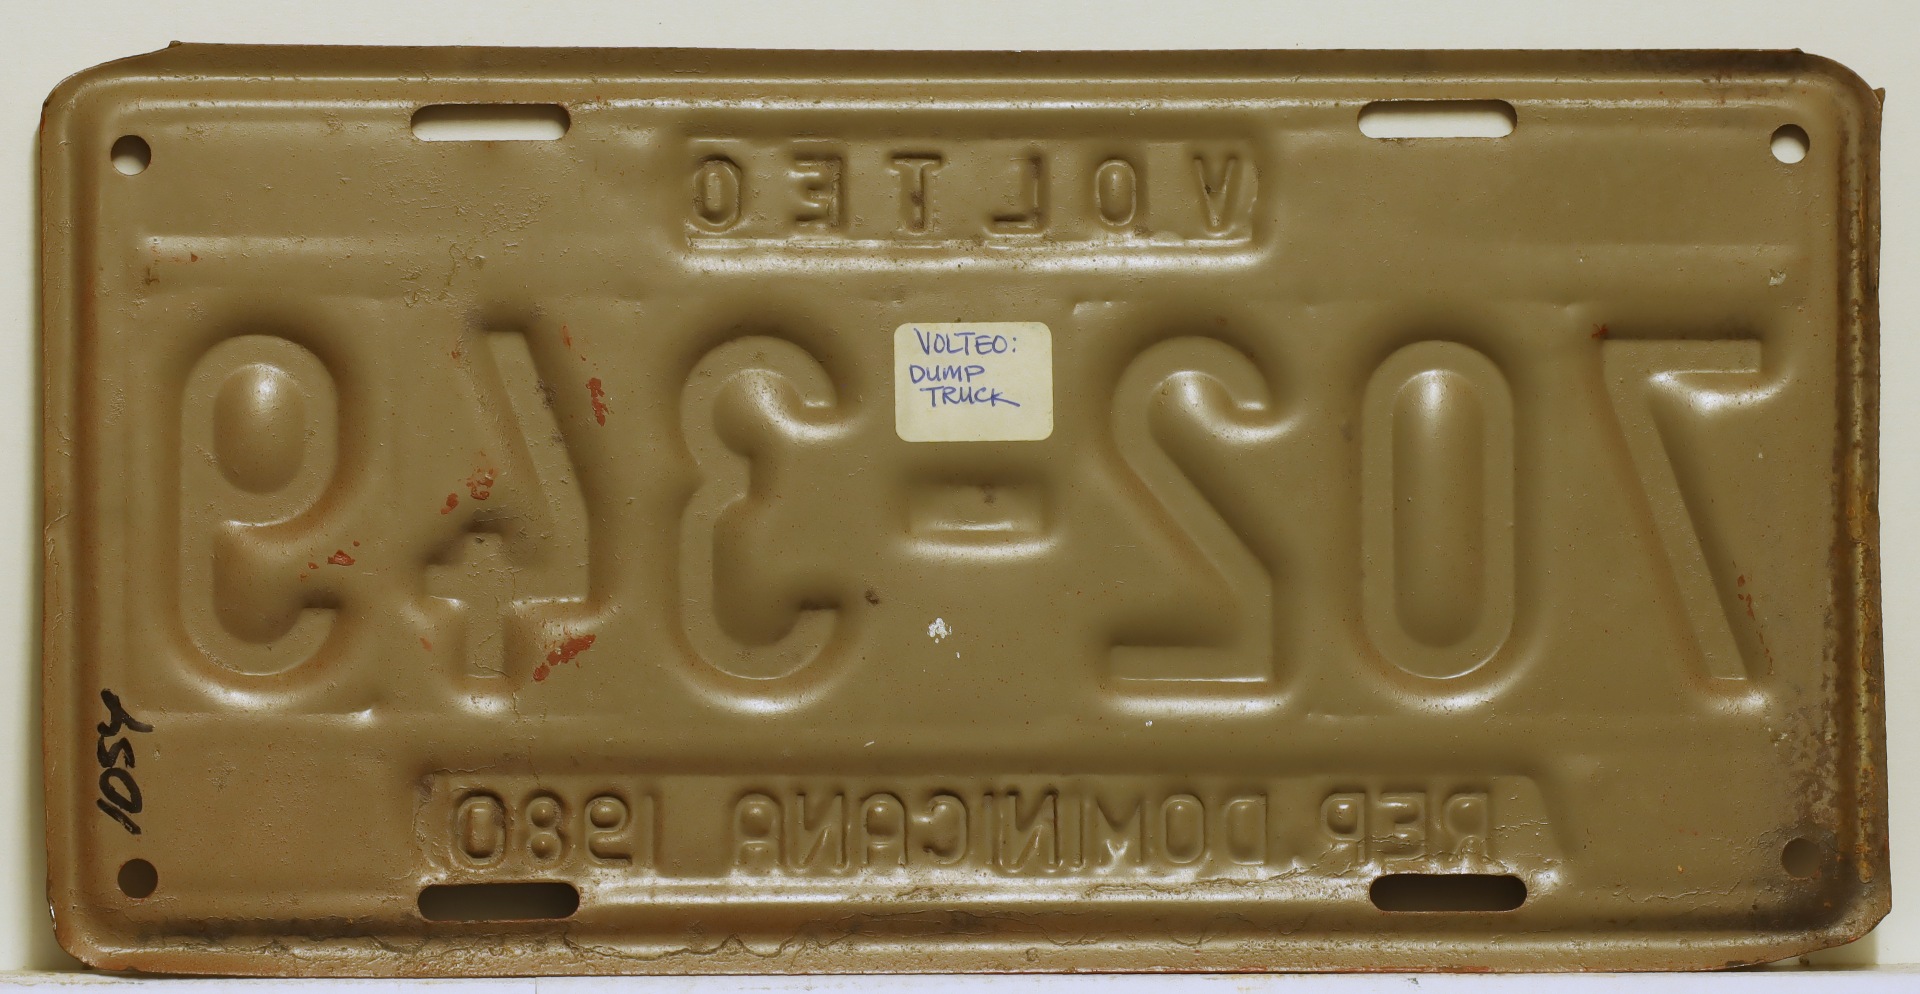 VOLTEO
702-349
VOLTEO:
DUMP
TRUCK
REP DOMINICANA 1980
1054